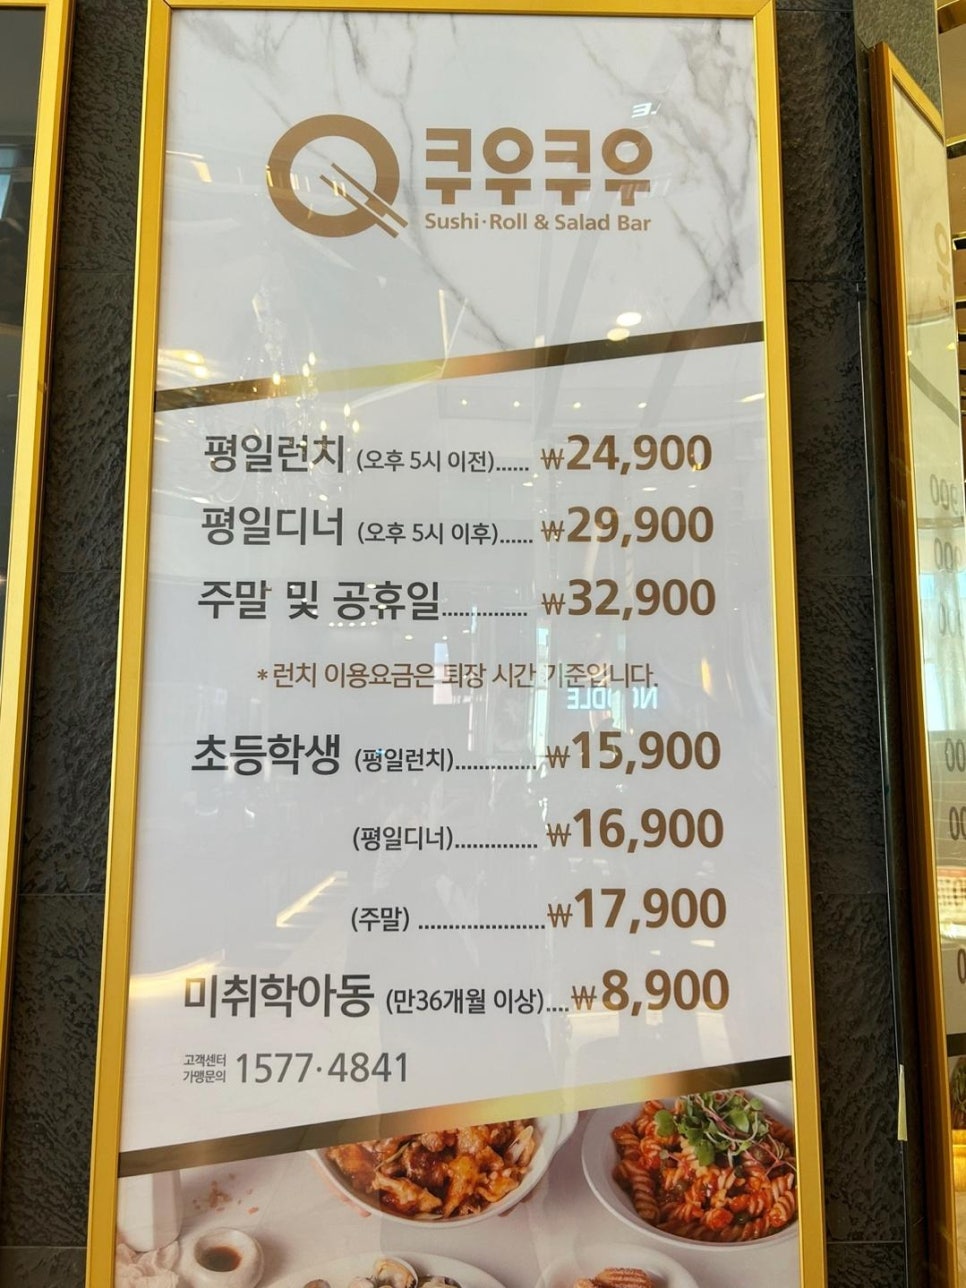 쿠우쿠우
Sushi·Roll & Salad Bar
평일런치 (오후 5시 이전)...... ₩24,900
평일디너 (오후 5시 이후)...... ₩29,900
주말 및 공휴일............... ₩32,900
*런치 이용요금은 퇴장 시간 기준입니다.
초등학생 (평일런치).............. ₩15,900
(평일디너).............. ₩16,900
(주말) ...................... ₩17,900
미취학아동 (만36개월 이상).... ₩8,900
고객센터
가맹문의 1577·4841